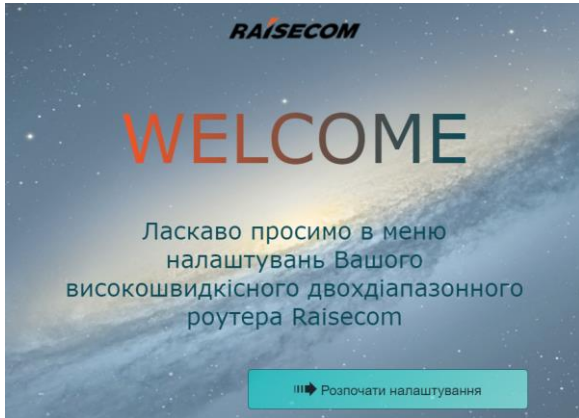 RAISECOM
WELCOME
Ласкаво просимо в меню
налаштувань Вашого
високошвидкісного двохдіапазонного
роутера Raisecom
Розпочати налаштування